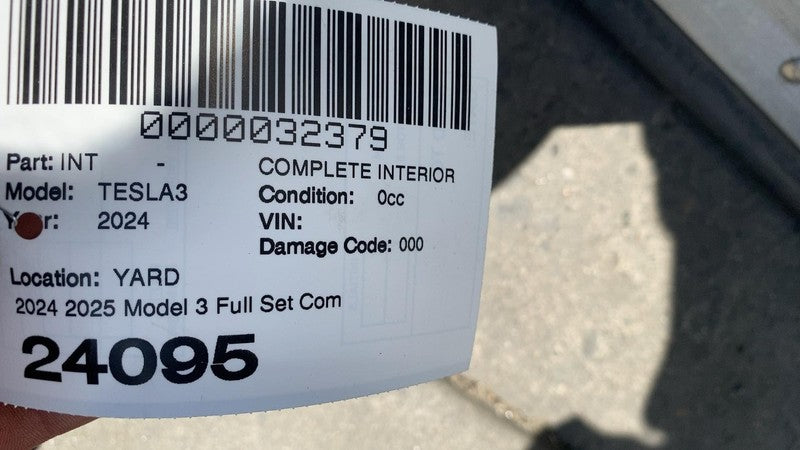 0000032379
Part: INT - COMPLETE INTERIOR
Model: TESLA3 Condition: 0cc
2024 VIN:
Damage Code: 000
Location: YARD
2024 2025 Model 3 Full Set Com
24095